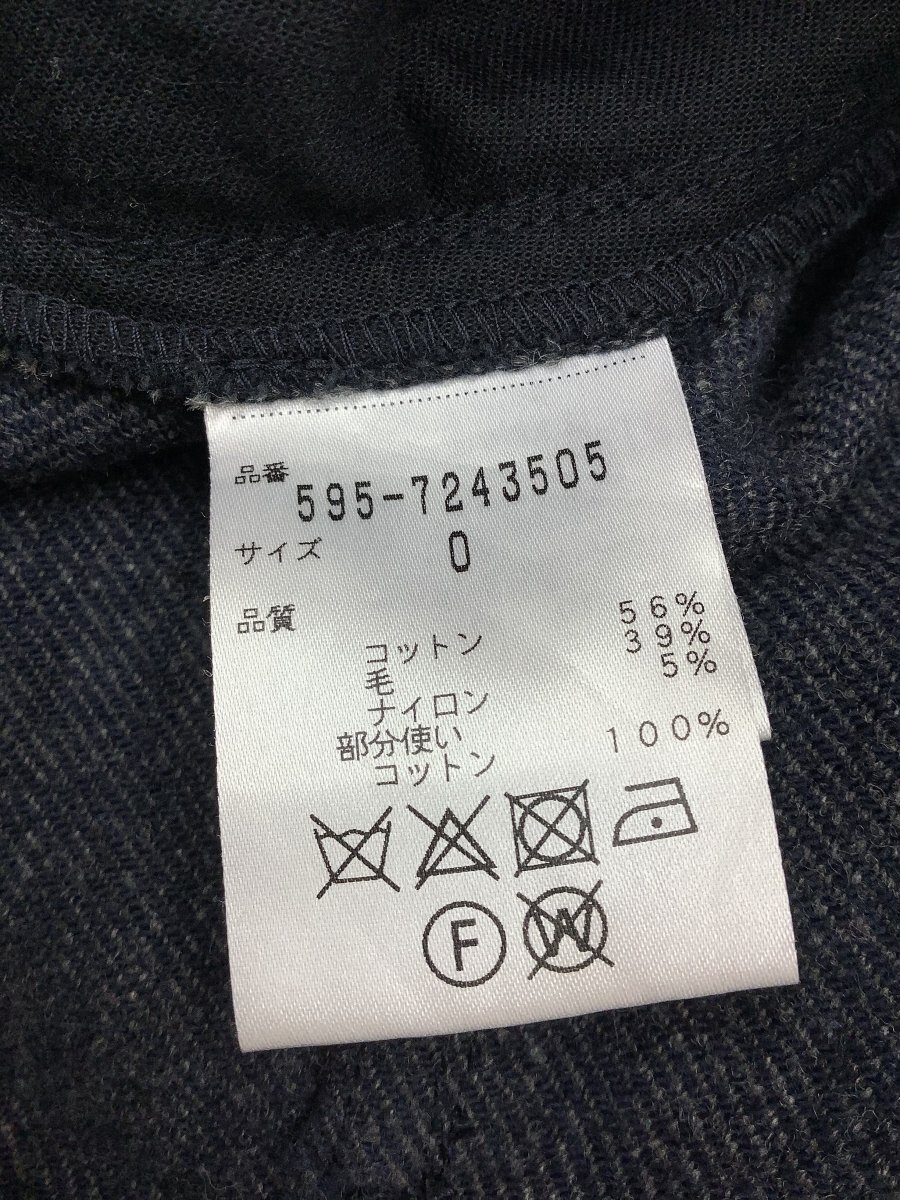 品番
595-7243505
サイズ 0
品質
コットン 56%
毛 39%
ナイロン 5%
部分使い
コットン 100%
F W